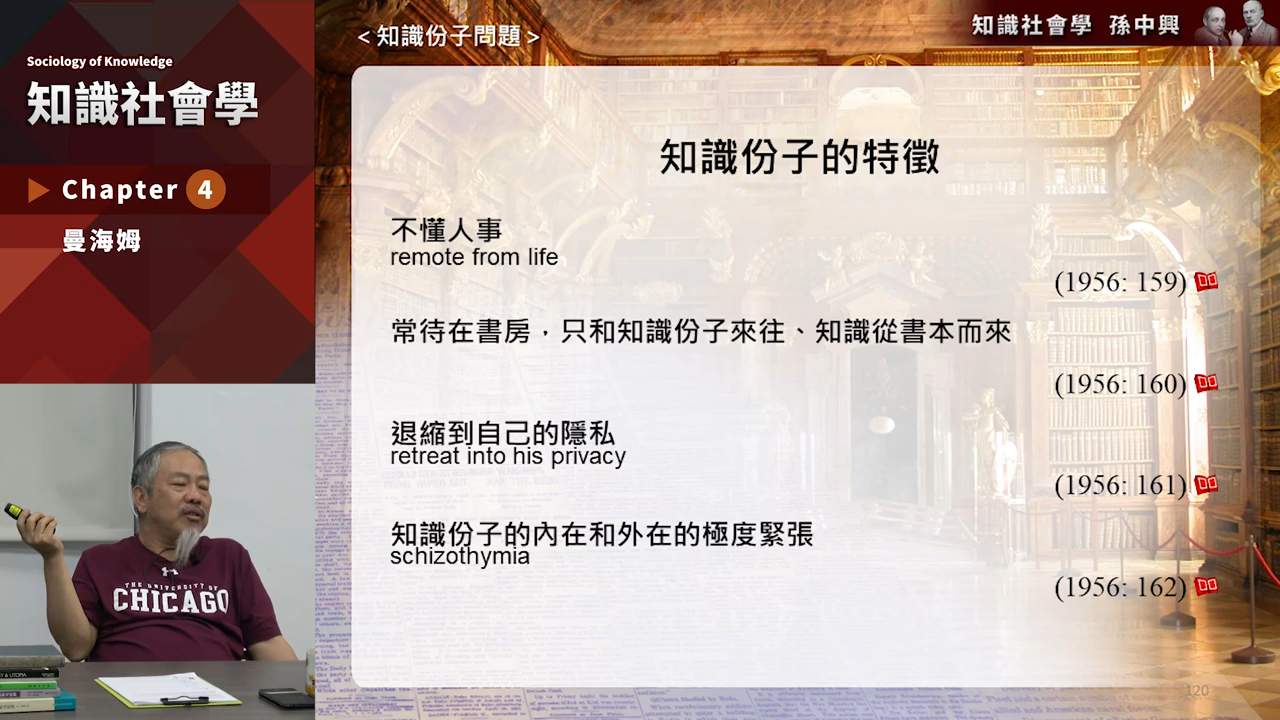 Sociology of Knowledge
知識社會學
Chapter 4
曼海姆
<知識份子問題>
知識社會學 孫中興
知識份子的特徵
不懂人事
remote from life
(1956: 159)
常待在書房，只和知識份子來往、知識從書本而來
(1956: 160)
退縮到自己的隱私
retreat into his privacy
(1956: 161)
知識份子的內在和外在的極度緊張
schizothymia
(1956: 162)
120
THE UNIVERSITY OF
CHICAGO
UTOPIA